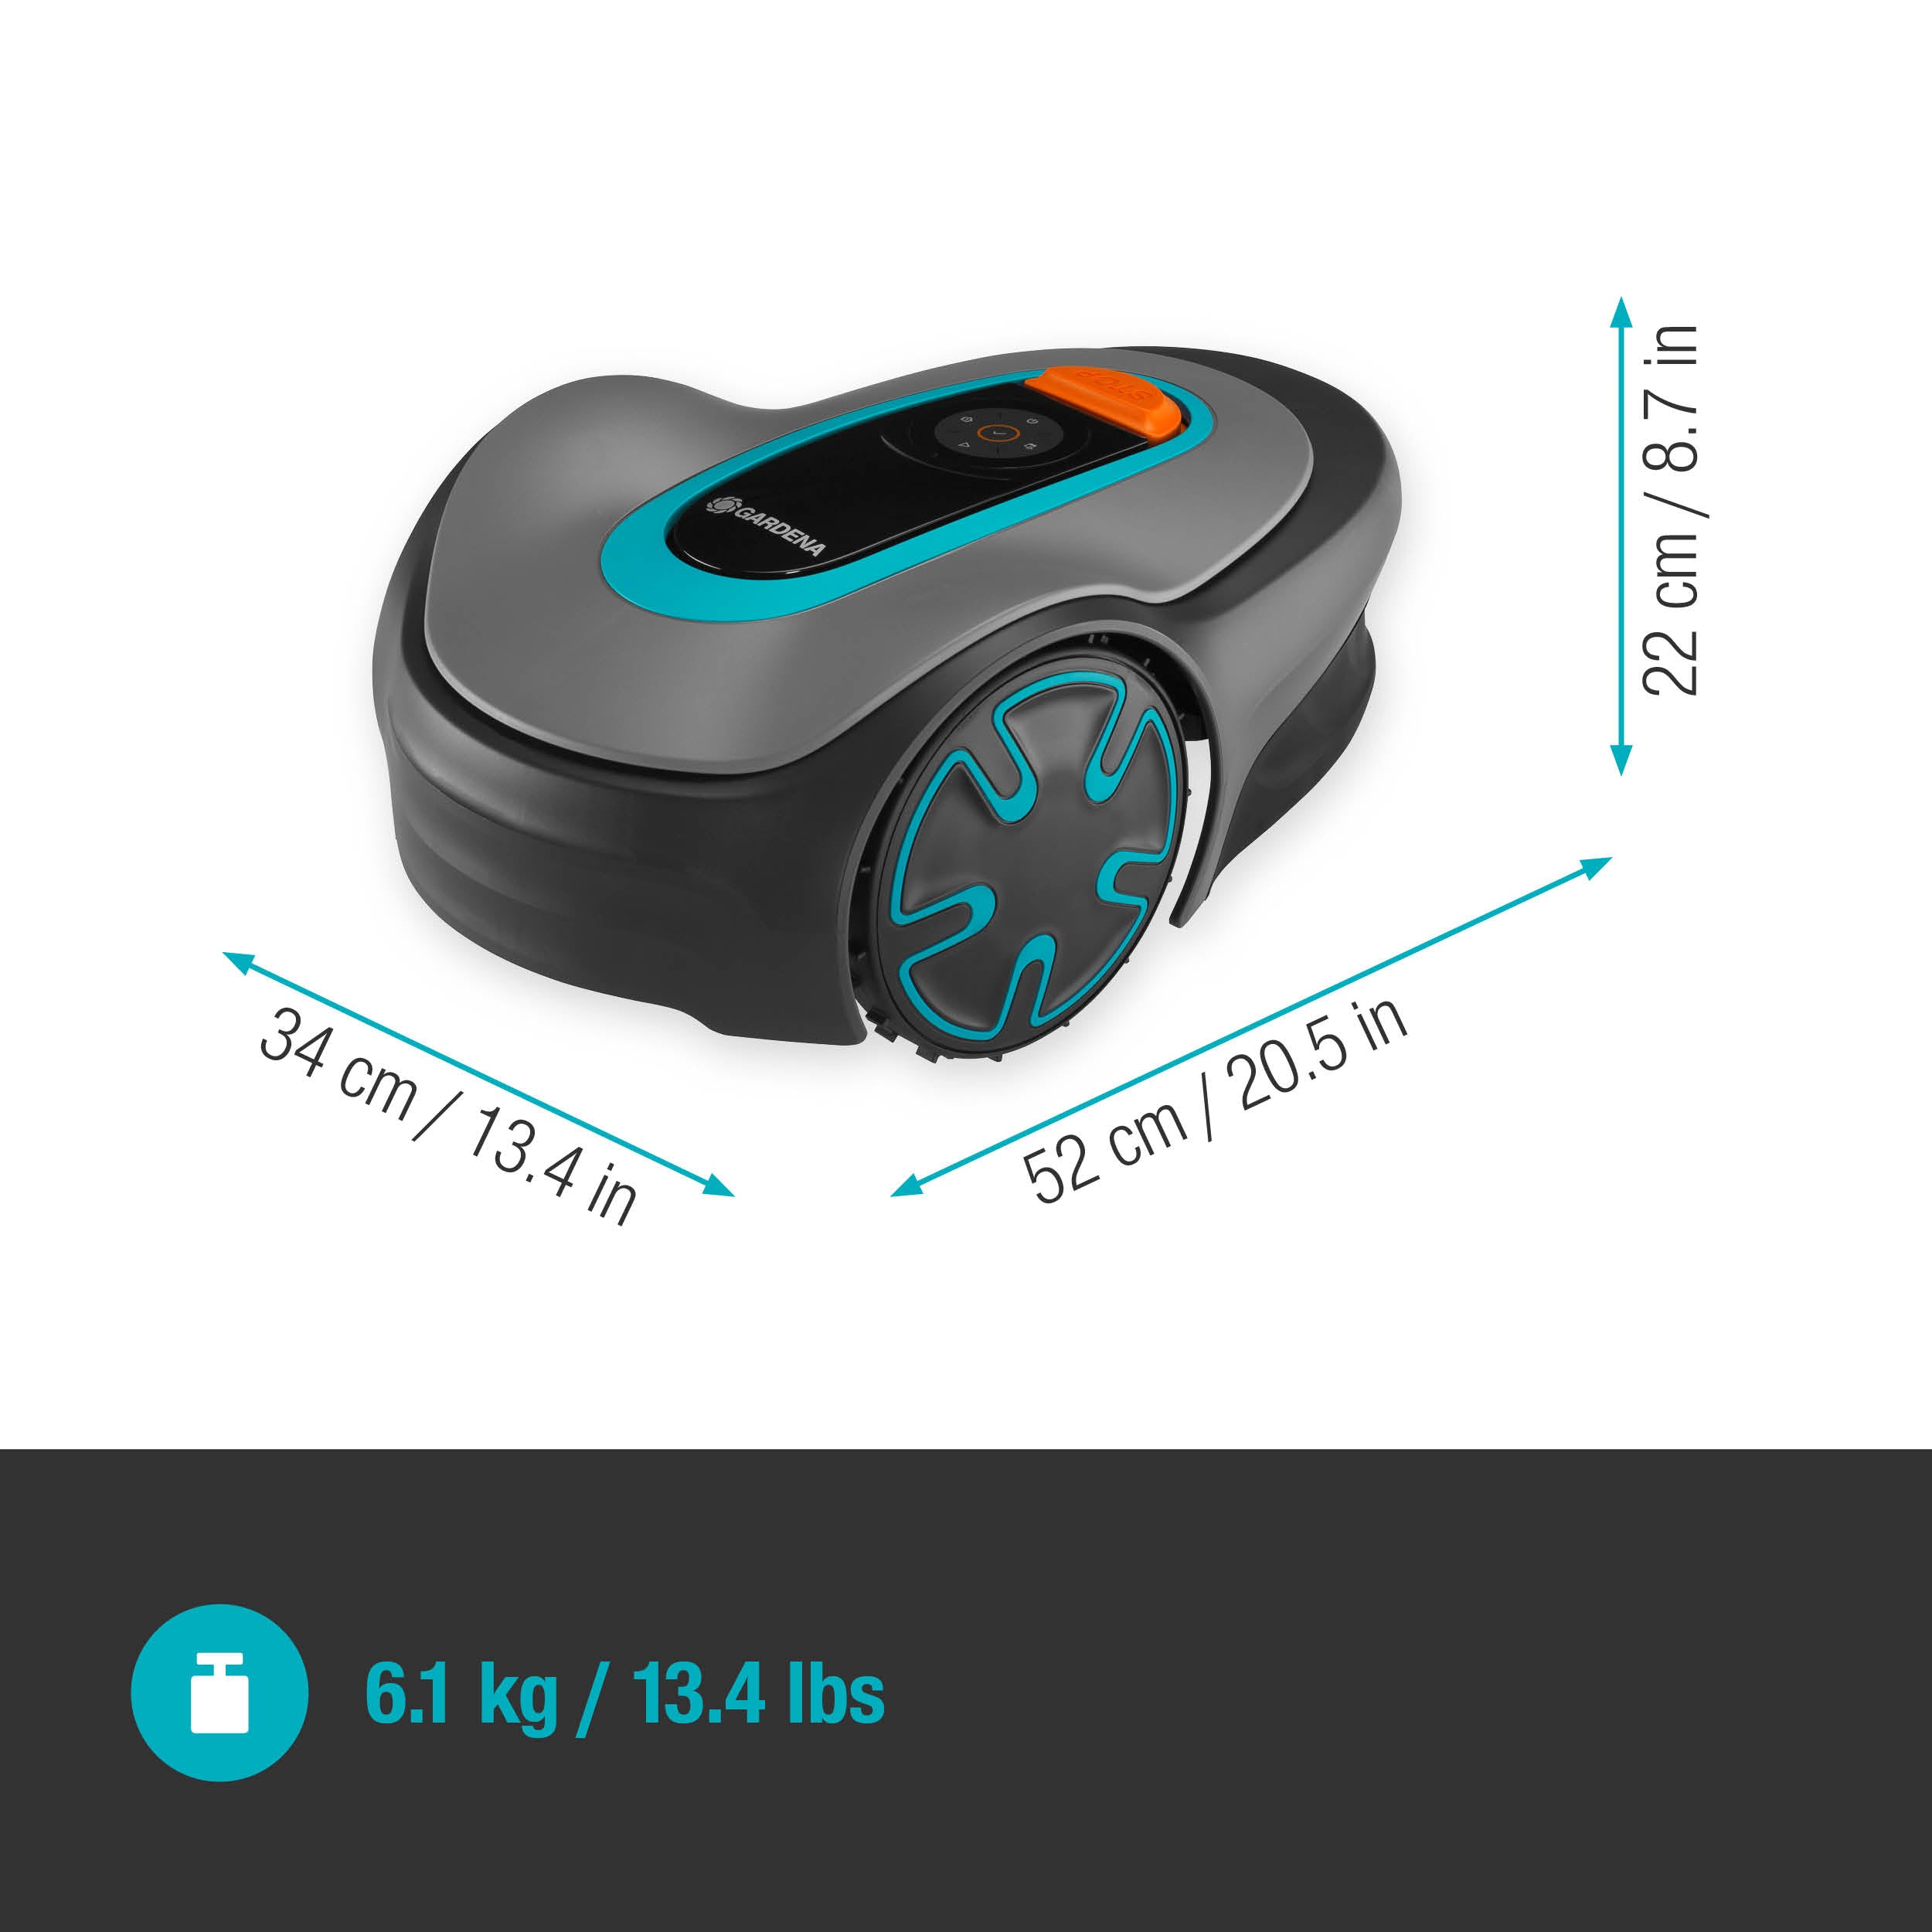 STOP
GARDENA
22 cm / 8.7 in
34 cm / 13.4 in
52 cm / 20.5 in
6.1 kg / 13.4 lbs